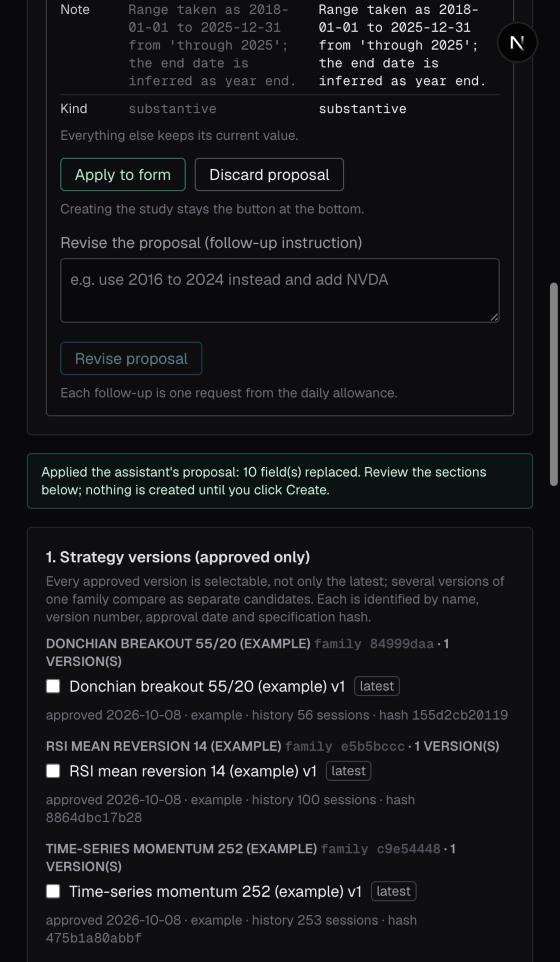 Note
Range taken as 2018-
01-01 to 2025-12-31
from 'through 2025';
the end date is
inferred as year end.
Range taken as 2018-
01-01 to 2025-12-31
from 'through 2025';
the end date is
inferred as year end.
N
Kind
substantive
substantive
Everything else keeps its current value.
Apply to form
Discard proposal
Creating the study stays the button at the bottom.
Revise the proposal (follow-up instruction)
e.g. use 2016 to 2024 instead and add NVDA
Revise proposal
Each follow-up is one request from the daily allowance.
Applied the assistant's proposal: 10 field(s) replaced. Review the sections
below; nothing is created until you click Create.
1. Strategy versions (approved only)
Every approved version is selectable, not only the latest; several versions of
one family compare as separate candidates. Each is identified by name,
version number, approval date and specification hash.
DONCHIAN BREAKOUT 55/20 (EXAMPLE) family 84999daa · 1
VERSION(S)
Donchian breakout 55/20 (example) v1 latest
approved 2026-10-08 · example · history 56 sessions · hash 155d2cb20119
RSI MEAN REVERSION 14 (EXAMPLE) family e5b5bccc · 1 VERSION(S)
RSI mean reversion 14 (example) v1 latest
approved 2026-10-08 · example · history 100 sessions · hash
8864dbc17b28
TIME-SERIES MOMENTUM 252 (EXAMPLE) family c9e54448 · 1
VERSION(S)
Time-series momentum 252 (example) v1 latest
approved 2026-10-08 · example · history 253 sessions · hash
475b1a80abbf